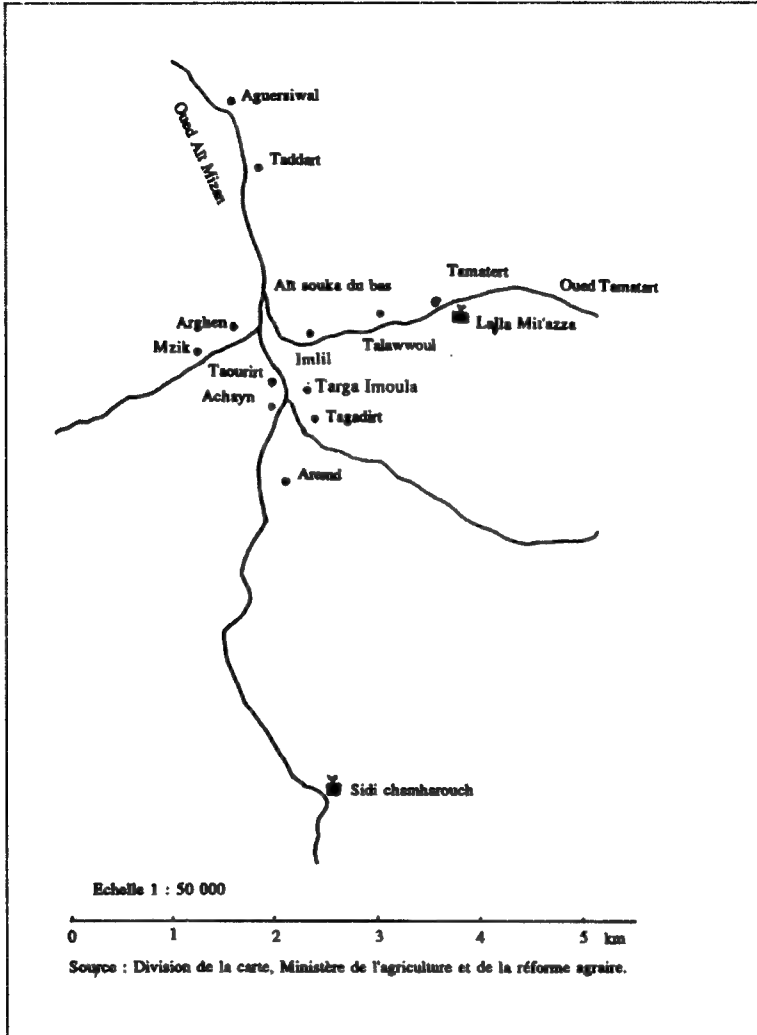 Aguersiwal
Oued Aït Mizan
Taddart
Aït souka du bas
Tamatert
Oued Tamatart
Arghen
Lalla Mit'azza
Mzik
Imlil
Talawwoul
Taourirt
Targa Imoula
Achayn
Tagadirt
Aremd
Sidi chamharouch
Echelle 1 : 50 000
0 1 2 3 4 5 km
Source : Division de la carte, Ministère de l'agriculture et de la réforme agraire.